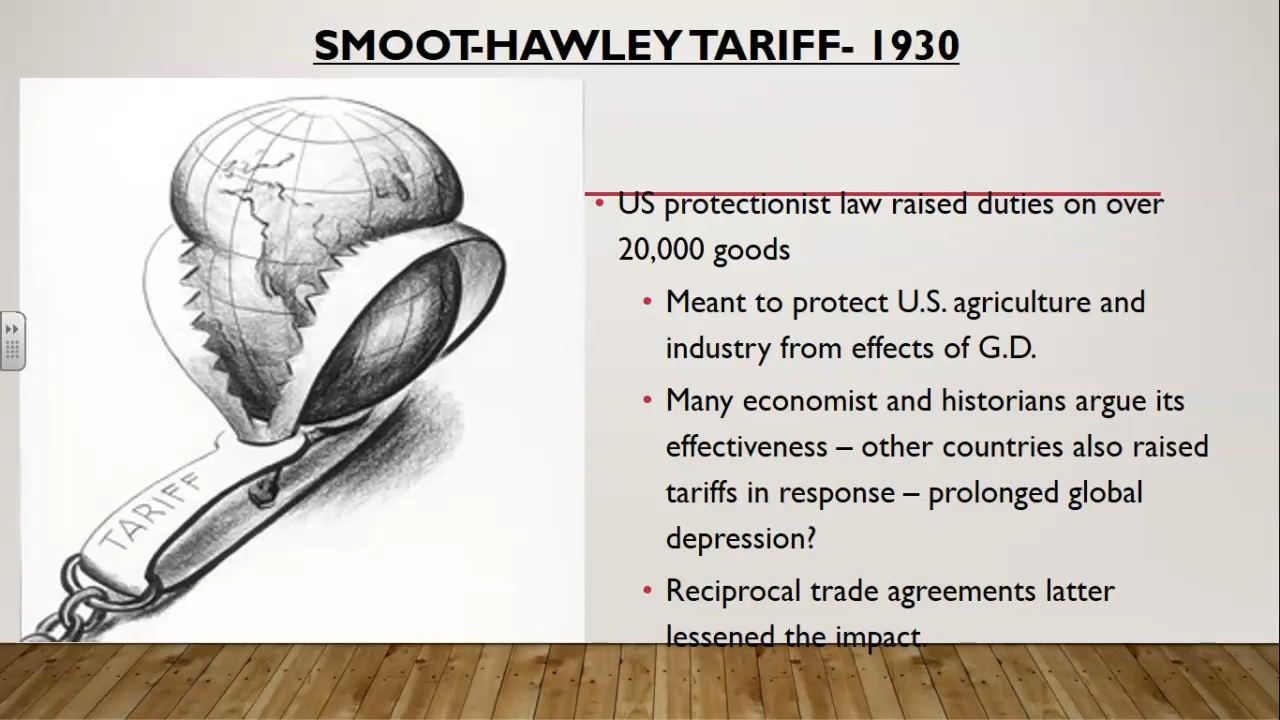 SMOOT-HAWLEY TARIFF- 1930
• US protectionist law raised duties on over
20,000 goods
• Meant to protect U.S. agriculture and
industry from effects of G.D.
• Many economist and historians argue its
effectiveness – other countries also raised
tariffs in response – prolonged global
depression?
• Reciprocal trade agreements latter
lessened the impact.
TARIFF